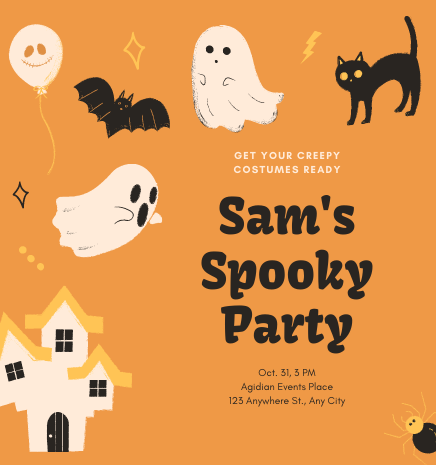 GET YOUR CREEPY
COSTUMES READY
Sam's
Spooky
Party
Oct. 31, 3 PM
Agidian Events Place
123 Anywhere St., Any City